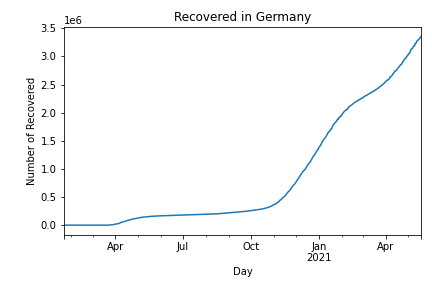 Recovered in Germany
1e6
3.5
3.0
2.5
2.0
1.5
1.0
0.5
0.0
Number of Recovered
Apr
Jul
Oct
Jan
2021
Apr
Day